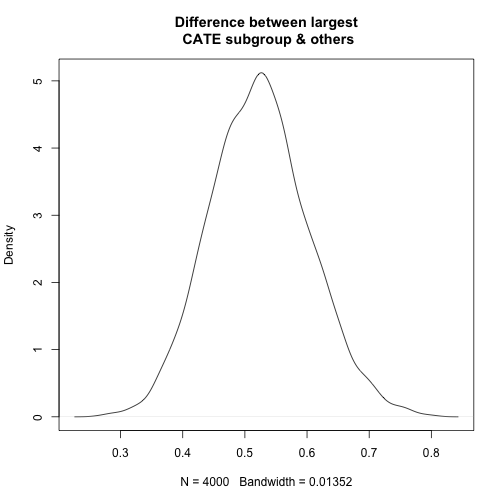 Difference between largest
CATE subgroup & others
Density
5
4
3
2
1
0
0.3 0.4 0.5 0.6 0.7 0.8
N = 4000 Bandwidth = 0.01352